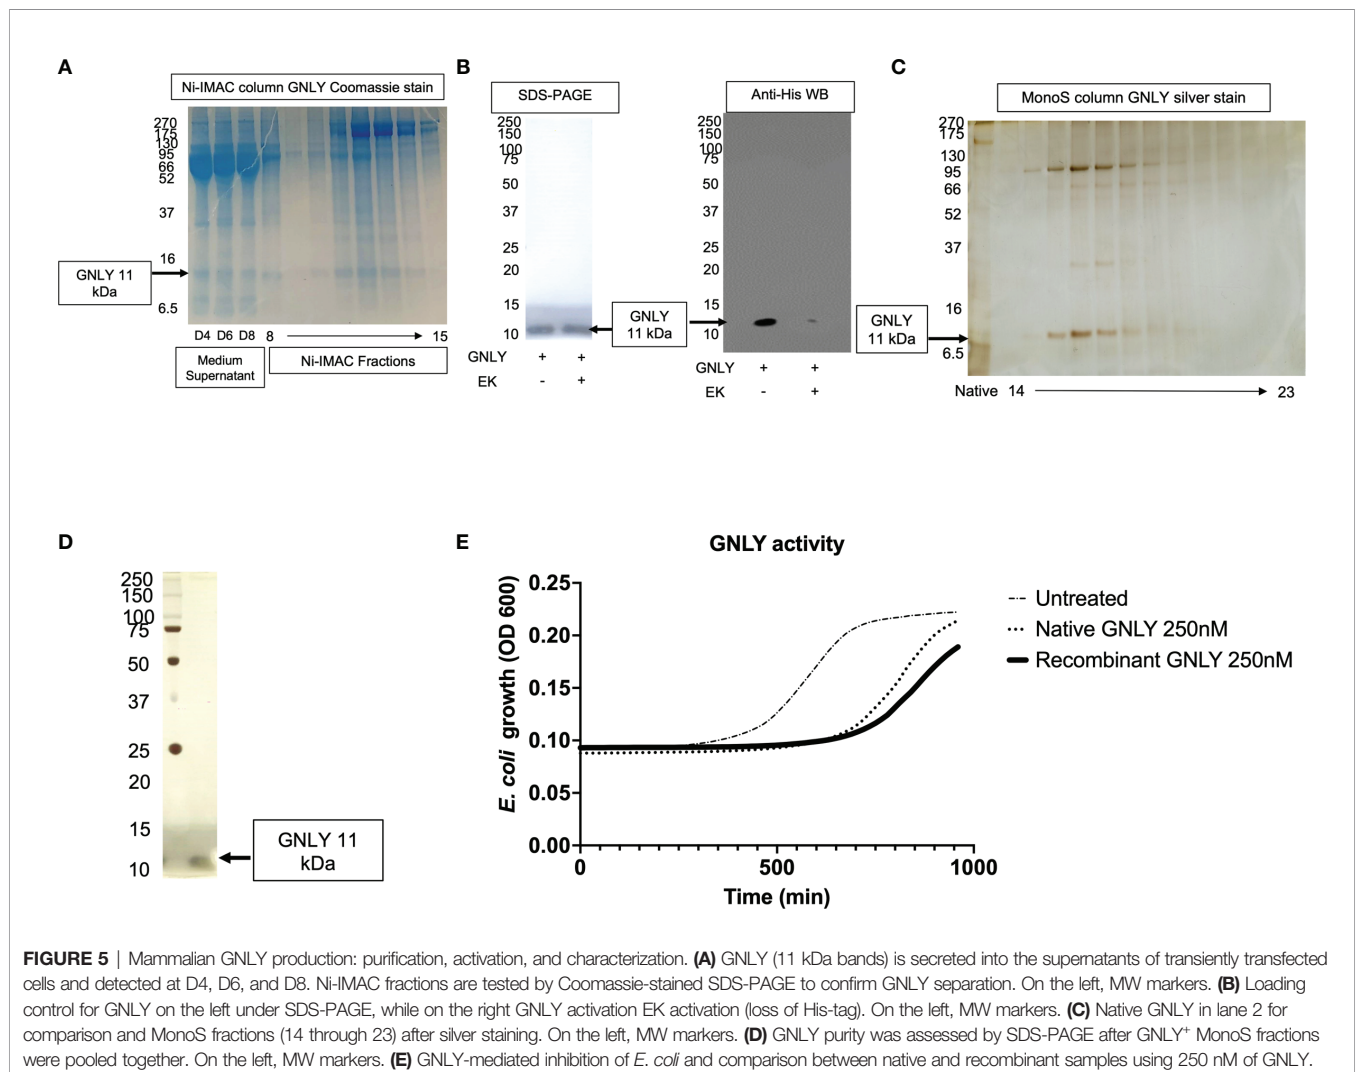 A
Ni-IMAC column GNLY Coomassie stain
270
175
130
95
66
52
37
16
6.5
GNLY 11
kDa
D4 D6 D8 8 15
Medium
Supernatant
Ni-IMAC Fractions
B
SDS-PAGE
250
150
100
75
50
37
25
20
15
10
GNLY + +
EK - +
GNLY
11 kDa
Anti-His WB
250
150
100
75
50
37
25
20
15
10
GNLY + +
EK - +
C
MonoS column GNLY silver stain
270
175
130
95
66
52
37
16
6.5
GNLY
11 kDa
Native 14 23
D
250
150
100
75
50
37
25
20
15
10
GNLY 11
kDa
E
GNLY activity
E. coli growth (OD 600)
0.25
0.20
0.15
0.10
0.05
0.00
0 500 1000
Time (min)
Untreated
Native GNLY 250nM
Recombinant GNLY 250nM
FIGURE 5 | Mammalian GNLY production: purification, activation, and characterization. (A) GNLY (11 kDa bands) is secreted into the supernatants of transiently transfected
cells and detected at D4, D6, and D8. Ni-IMAC fractions are tested by Coomassie-stained SDS-PAGE to confirm GNLY separation. On the left, MW markers. (B) Loading
control for GNLY on the left under SDS-PAGE, while on the right GNLY activation EK activation (loss of His-tag). On the left, MW markers. (C) Native GNLY in lane 2 for
comparison and MonoS fractions (14 through 23) after silver staining. On the left, MW markers. (D) GNLY purity was assessed by SDS-PAGE after GNLY⁺ MonoS fractions
were pooled together. On the left, MW markers. (E) GNLY-mediated inhibition of E. coli and comparison between native and recombinant samples using 250 nM of GNLY.